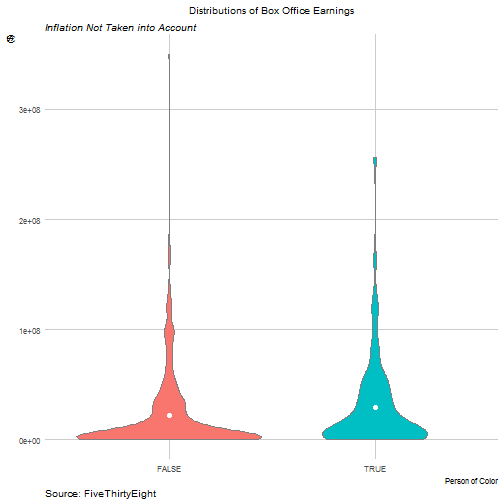 Distributions of Box Office Earnings
Inflation Not Taken into Account
3e+08
2e+08
1e+08
0e+00
FALSE
TRUE
Person of Color
Source: FiveThirtyEight